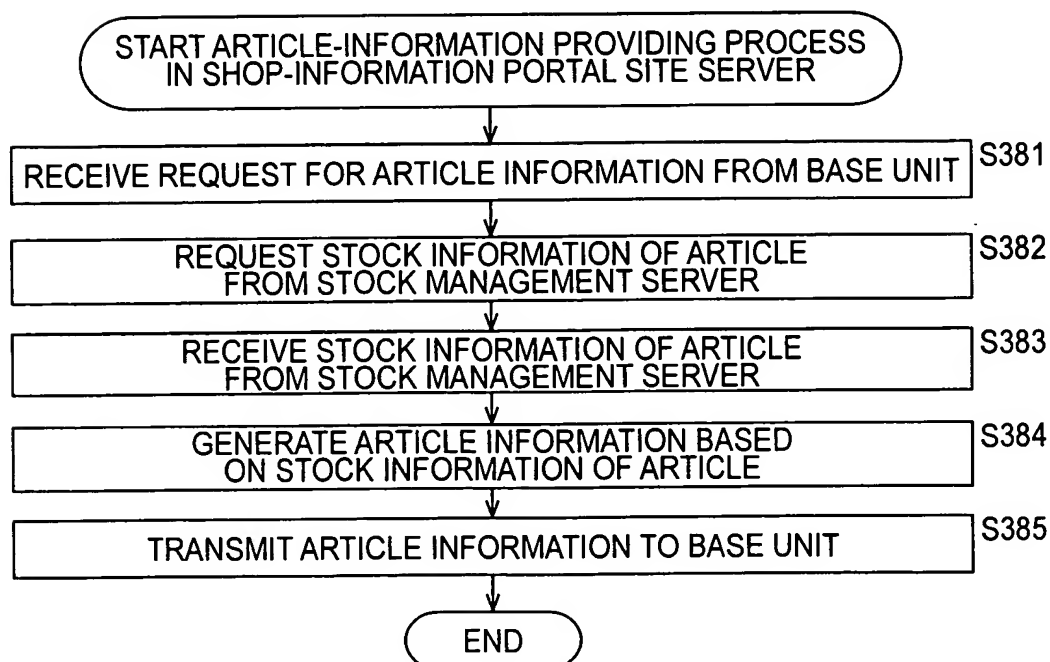 START ARTICLE-INFORMATION PROVIDING PROCESS
IN SHOP-INFORMATION PORTAL SITE SERVER
RECEIVE REQUEST FOR ARTICLE INFORMATION FROM BASE UNIT
S381
REQUEST STOCK INFORMATION OF ARTICLE
FROM STOCK MANAGEMENT SERVER
S382
RECEIVE STOCK INFORMATION OF ARTICLE
FROM STOCK MANAGEMENT SERVER
S383
GENERATE ARTICLE INFORMATION BASED
ON STOCK INFORMATION OF ARTICLE
S384
TRANSMIT ARTICLE INFORMATION TO BASE UNIT
S385
END